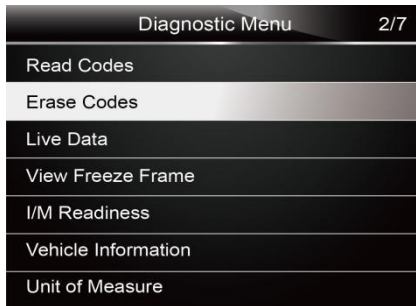 Diagnostic Menu 2/7
Read Codes
Erase Codes
Live Data
View Freeze Frame
I/M Readiness
Vehicle Information
Unit of Measure